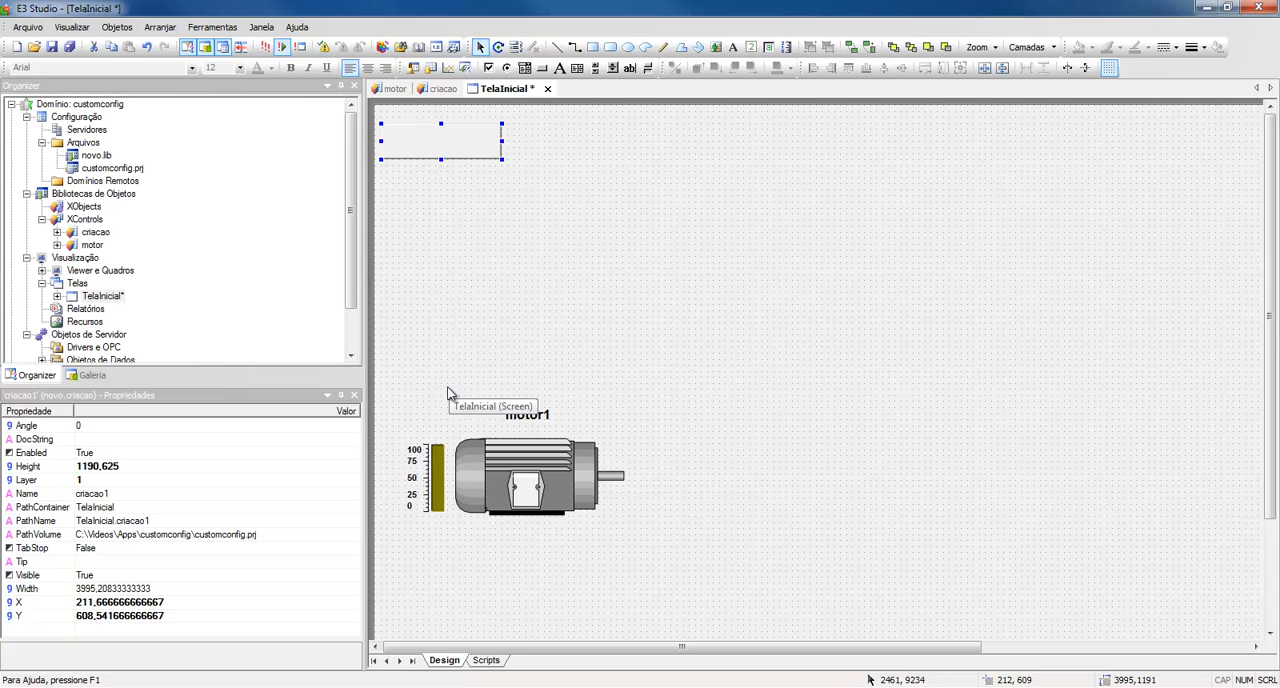 E3 Studio - [TelaInicial *]
Arquivo Visualizar Objetos Arranjar Ferramentas Janela Ajuda
Zoom Camadas
Arial 12
Organizer
motor criacao TelaInicial *
Domínio: customconfig
Configuração
Servidores
Arquivos
novo.lib
customconfig.prj
Domínios Remotos
Bibliotecas de Objetos
XObjects
XControls
criacao
motor
Visualização
Viewer e Quadros
Telas
TelaInicial*
Relatórios
Recursos
Objetos de Servidor
Drivers e OPC
Objetos de Dados
Organizer Galeria
'criacao1' (novo.criacao) - Propriedades
Propriedade Valor
Angle 0
DocString
Enabled True
Height 1190,625
Layer 1
Name criacao1
PathContainer TelaInicial
PathName TelaInicial.criacao1
PathVolume C:\Videos\Apps\customconfig\customconfig.prj
TabStop False
Tip
Visible True
Width 3995,20833333333
X 211,666666666667
Y 608,541666666667
TelaInicial (Screen)
motor1
100
75
50
25
0
Design Scripts
Para Ajuda, pressione F1
2461, 9234 212, 609 3995,1191 CAP NUM SCRL